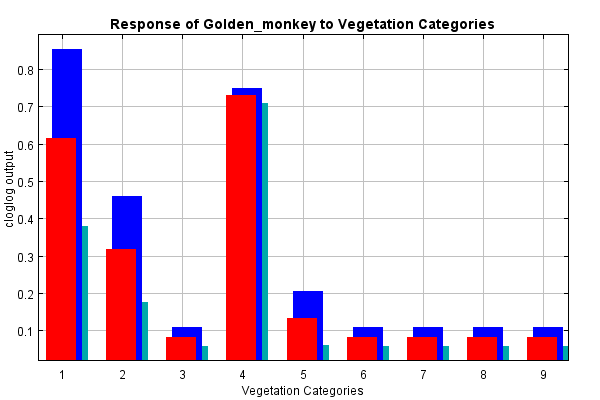 Response of Golden_monkey to Vegetation Categories
cloglog output
0.8
0.7
0.6
0.5
0.4
0.3
0.2
0.1
1 2 3 4 5 6 7 8 9
Vegetation Categories